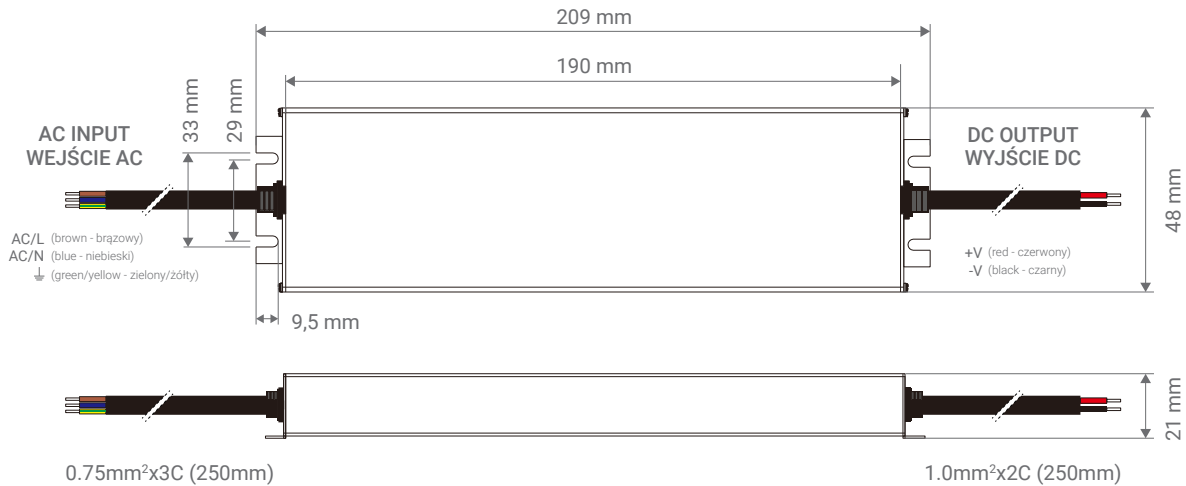 209 mm
190 mm
33 mm
29 mm
AC INPUT
WEJŚCIE AC
DC OUTPUT
WYJŚCIE DC
48 mm
AC/L (brown - brązowy)
AC/N (blue - niebieski)
⏚ (green/yellow - zielony/żółty)
+V (red - czerwony)
-V (black - czarny)
9,5 mm
21 mm
0.75mm²x3C (250mm)
1.0mm²x2C (250mm)